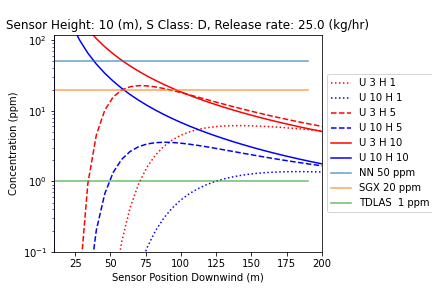 Sensor Height: 10 (m), S Class: D, Release rate: 25.0 (kg/hr)
Concentration (ppm)
10²
10¹
10⁰
10⁻¹
25
50
75
100
125
150
175
200
Sensor Position Downwind (m)
U 3 H 1
U 10 H 1
U 3 H 5
U 10 H 5
U 3 H 10
U 10 H 10
NN 50 ppm
SGX 20 ppm
TDLAS  1 ppm